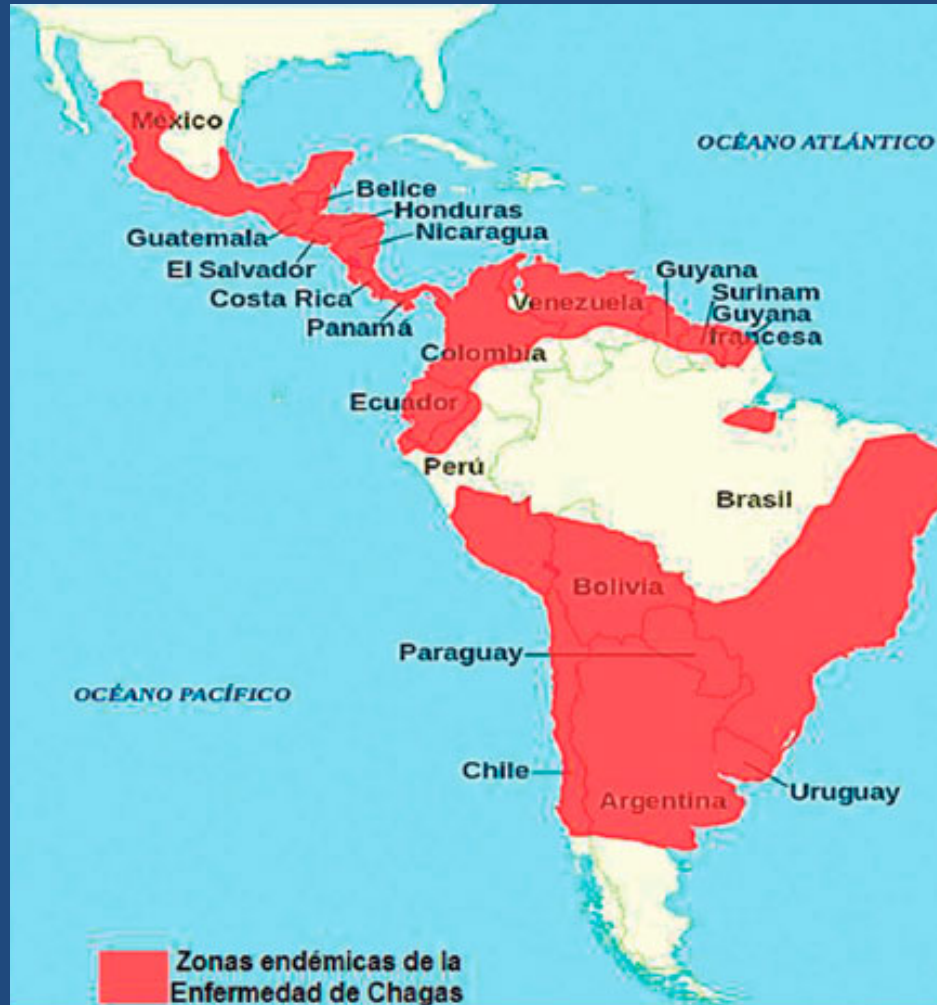 México
OCÉANO ATLÁNTICO
Belice
Honduras
Nicaragua
Guatemala
El Salvador
Costa Rica
Panamá
Guyana
Surinam
Guyana
francesa
Venezuela
Colombia
Ecuador
Perú
Brasil
Bolivia
Paraguay
OCÉANO PACÍFICO
Chile
Uruguay
Argentina
Zonas endémicas de la
Enfermedad de Chagas